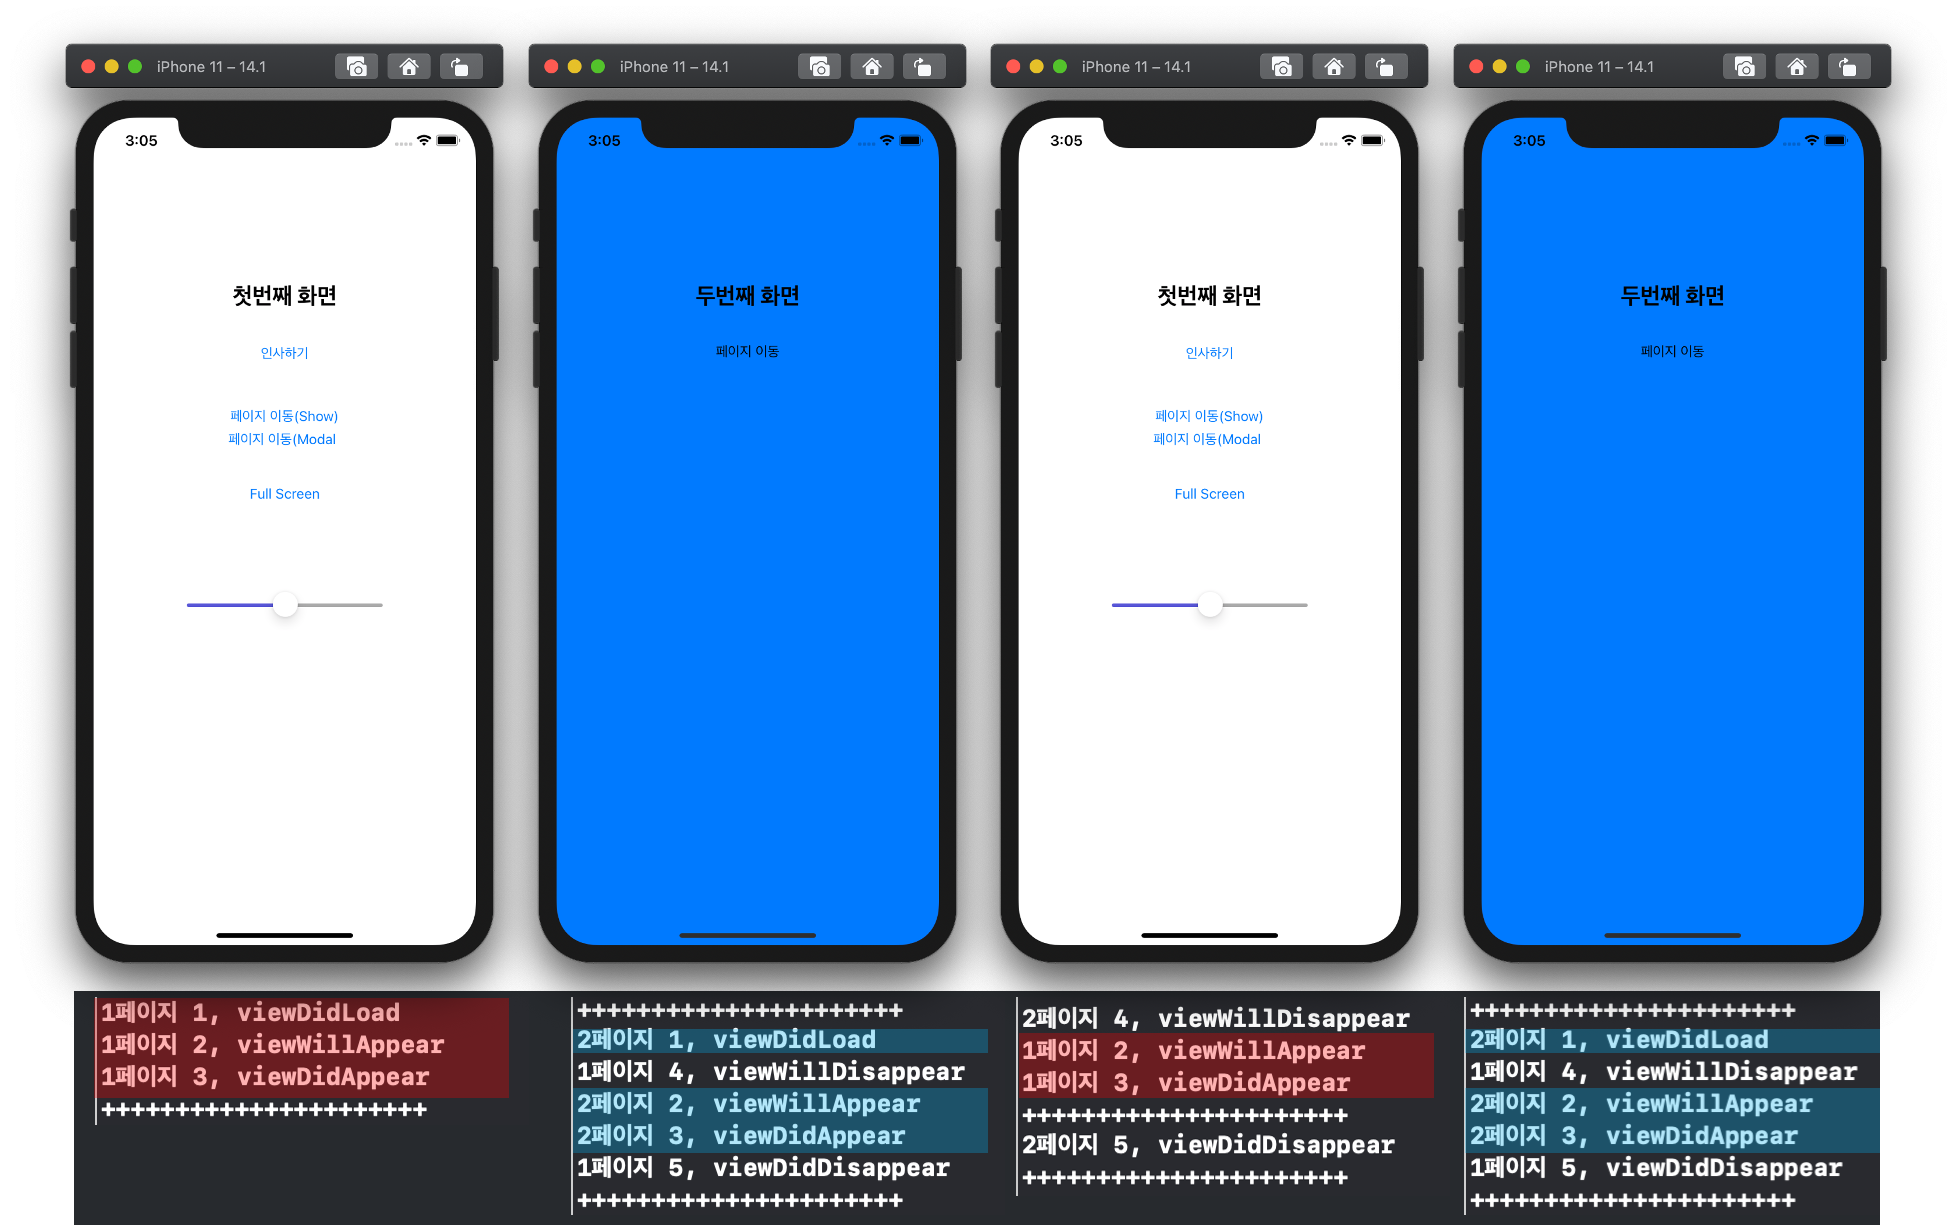 iPhone 11 – 14.1
3:05
첫번째 화면
인사하기
페이지 이동(Show)
페이지 이동(Modal
Full Screen
1페이지 1, viewDidLoad
1페이지 2, viewWillAppear
1페이지 3, viewDidAppear
++++++++++++++++++++++
iPhone 11 – 14.1
3:05
두번째 화면
페이지 이동
++++++++++++++++++++++
2페이지 1, viewDidLoad
1페이지 4, viewWillDisappear
2페이지 2, viewWillAppear
2페이지 3, viewDidAppear
1페이지 5, viewDidDisappear
++++++++++++++++++++++
iPhone 11 – 14.1
3:05
첫번째 화면
인사하기
페이지 이동(Show)
페이지 이동(Modal
Full Screen
2페이지 4, viewWillDisappear
1페이지 2, viewWillAppear
1페이지 3, viewDidAppear
++++++++++++++++++++++
2페이지 5, viewDidDisappear
++++++++++++++++++++++
iPhone 11 – 14.1
3:05
두번째 화면
페이지 이동
++++++++++++++++++++++
2페이지 1, viewDidLoad
1페이지 4, viewWillDisappear
2페이지 2, viewWillAppear
2페이지 3, viewDidAppear
1페이지 5, viewDidDisappear
++++++++++++++++++++++